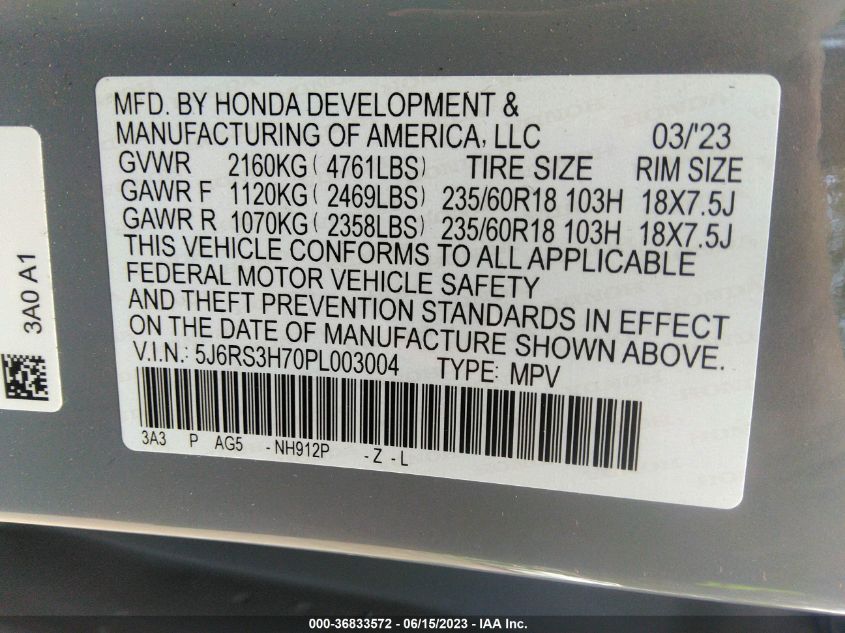 MFD. BY HONDA DEVELOPMENT &
MANUFACTURING OF AMERICA, LLC 03/'23
GVWR 2160KG ( 4761LBS) TIRE SIZE RIM SIZE
GAWR F 1120KG ( 2469LBS) 235/60R18 103H 18X7.5J
GAWR R 1070KG ( 2358LBS) 235/60R18 103H 18X7.5J
THIS VEHICLE CONFORMS TO ALL APPLICABLE
FEDERAL MOTOR VEHICLE SAFETY
AND THEFT PREVENTION STANDARDS IN EFFECT
ON THE DATE OF MANUFACTURE SHOWN ABOVE.
V.I.N.: 5J6RS3H70PL003004 TYPE: MPV
3A3 P AG5 -NH912P -Z -L
3A0 A1
000-36833572 / 06/15/2023 - IAA Inc.